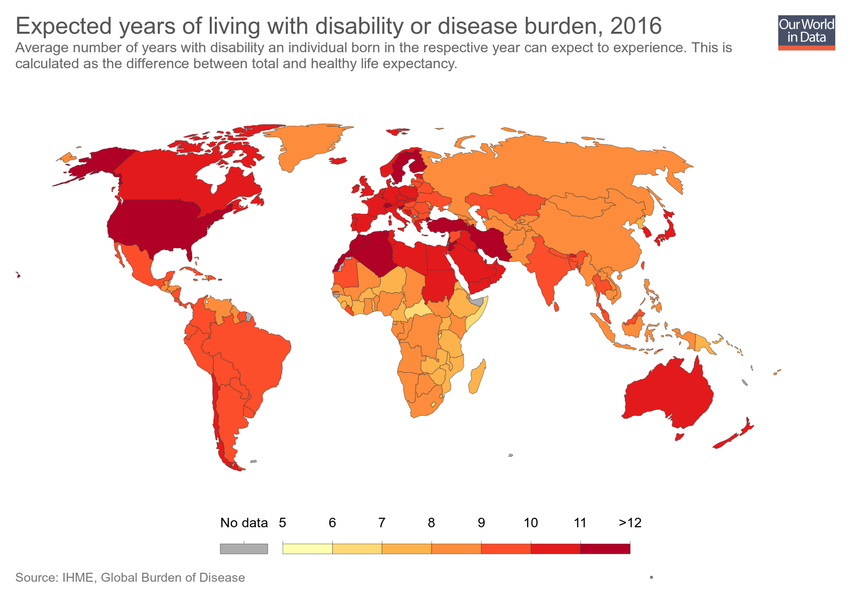 Expected years of living with disability or disease burden, 2016
Our World
in Data
Average number of years with disability an individual born in the respective year can expect to experience. This is
calculated as the difference between total and healthy life expectancy.
No data 5 6 7 8 9 10 11 >12
Source: IHME, Global Burden of Disease